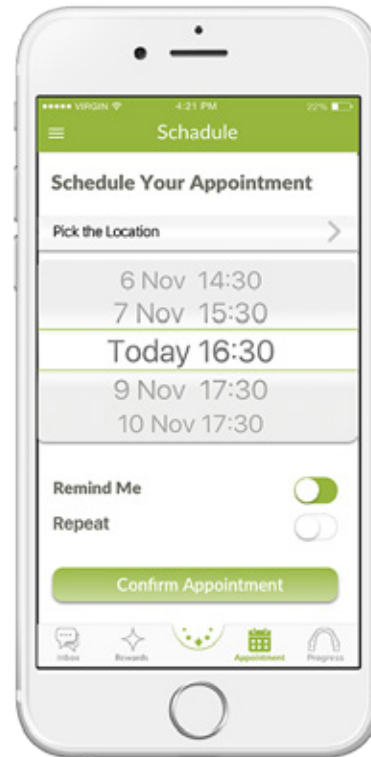 VIRGIN 4:21 PM 22%
Schadule
Schedule Your Appointment
Pick the Location
6 Nov 14:30
7 Nov 15:30
Today 16:30
9 Nov 17:30
10 Nov 17:30
Remind Me
Repeat
Confirm Appointment
Inbox Rewards Appointment Progress